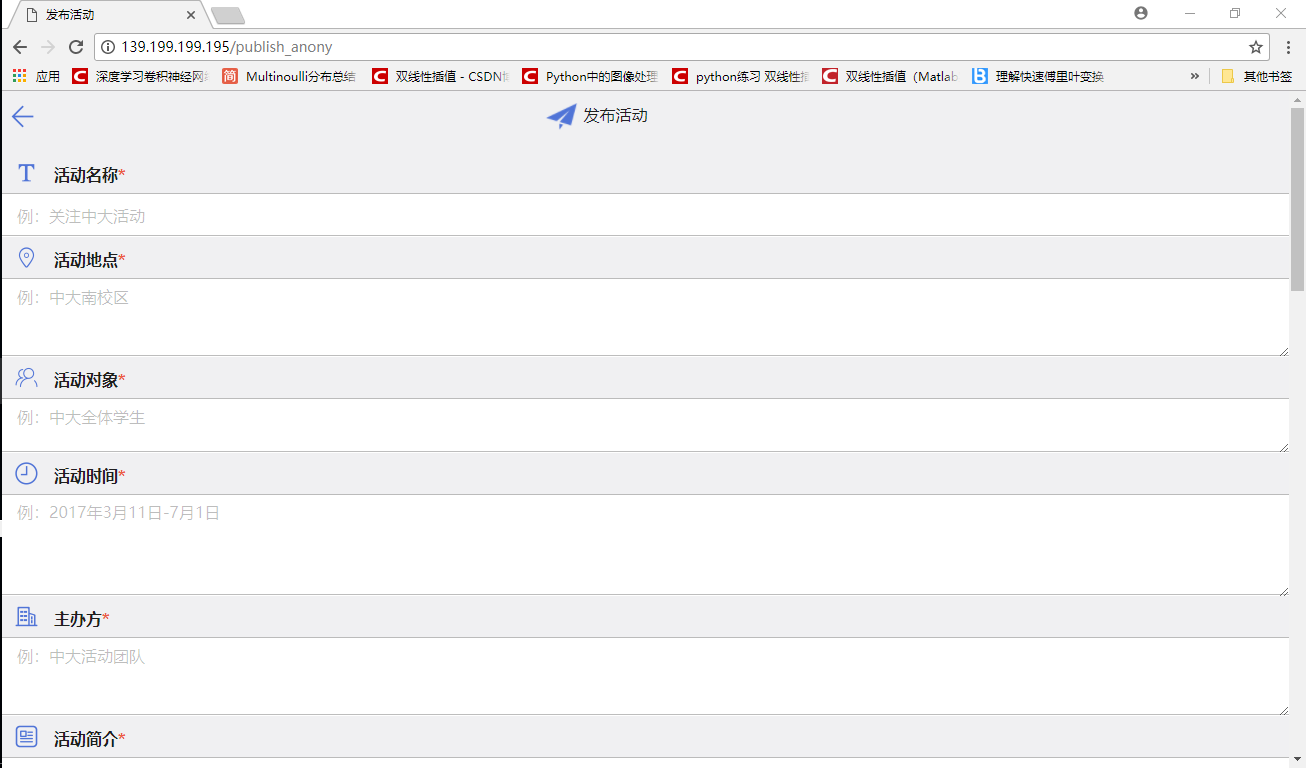 发布活动
139.199.199.195/publish_anony
应用 深度学习卷积神经网 简 Multinoulli分布总结 双线性插值 - CSDN Python中的图像处理 python练习 双线性 双线性插值（Matlab 理解快速傅里叶变换 » 其他书签
发布活动
活动名称*
例：关注中大活动
活动地点*
例：中大南校区
活动对象*
例：中大全体学生
活动时间*
例：2017年3月11日-7月1日
主办方*
例：中大活动团队
活动简介*